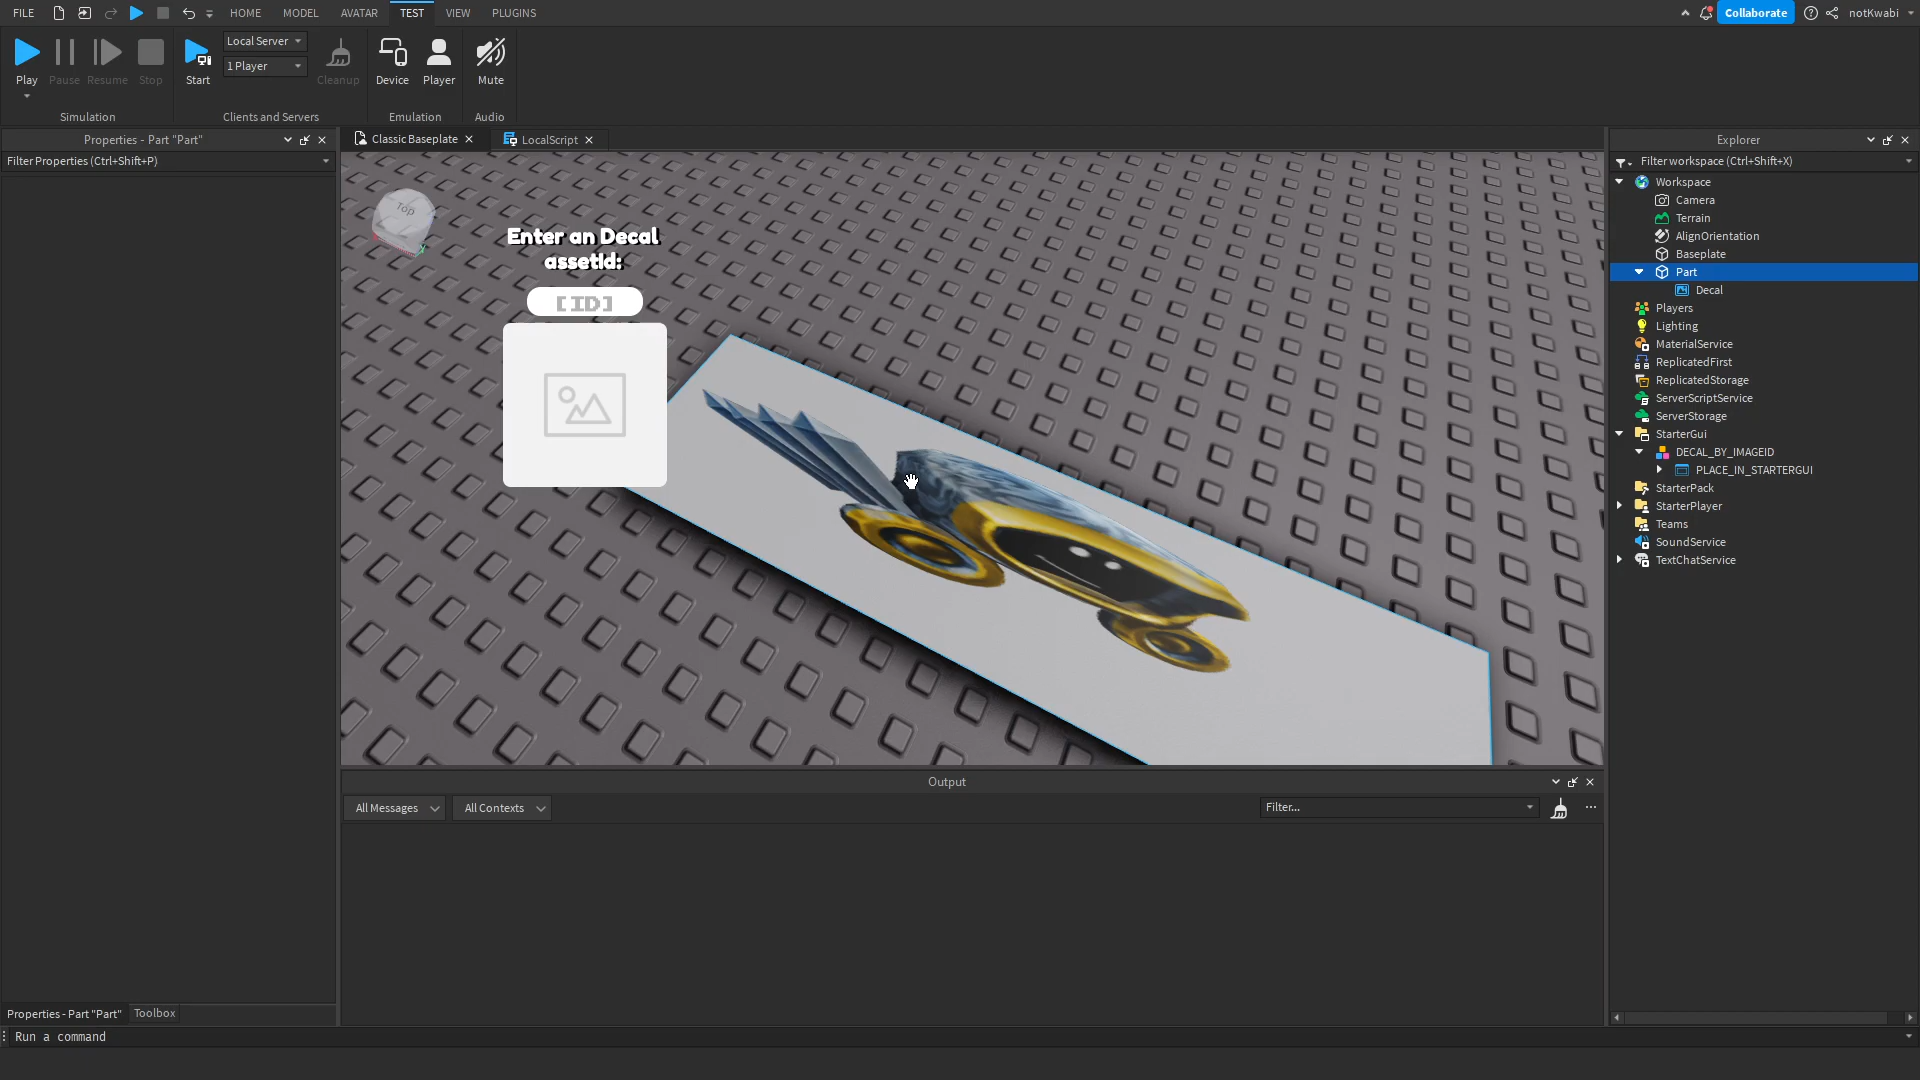 FILE HOME MODEL AVATAR TEST VIEW PLUGINS Collaborate notKwabi
Play Pause Resume Stop Start Local Server 1 Player Cleanup Device Player Mute
Simulation Clients and Servers Emulation Audio
Properties - Part "Part"
Filter Properties (Ctrl+Shift+P)
Properties - Part "Part" Toolbox
Classic Baseplate LocalScript
Top
Enter an Decal
assetId:
[ID]
Output
All Messages All Contexts Filter...
Explorer
Filter workspace (Ctrl+Shift+X)
Workspace
Camera
Terrain
AlignOrientation
Baseplate
Part
Decal
Players
Lighting
MaterialService
ReplicatedFirst
ReplicatedStorage
ServerScriptService
ServerStorage
StarterGui
DECAL_BY_IMAGEID
PLACE_IN_STARTERGUI
StarterPack
StarterPlayer
Teams
SoundService
TextChatService
Run a command